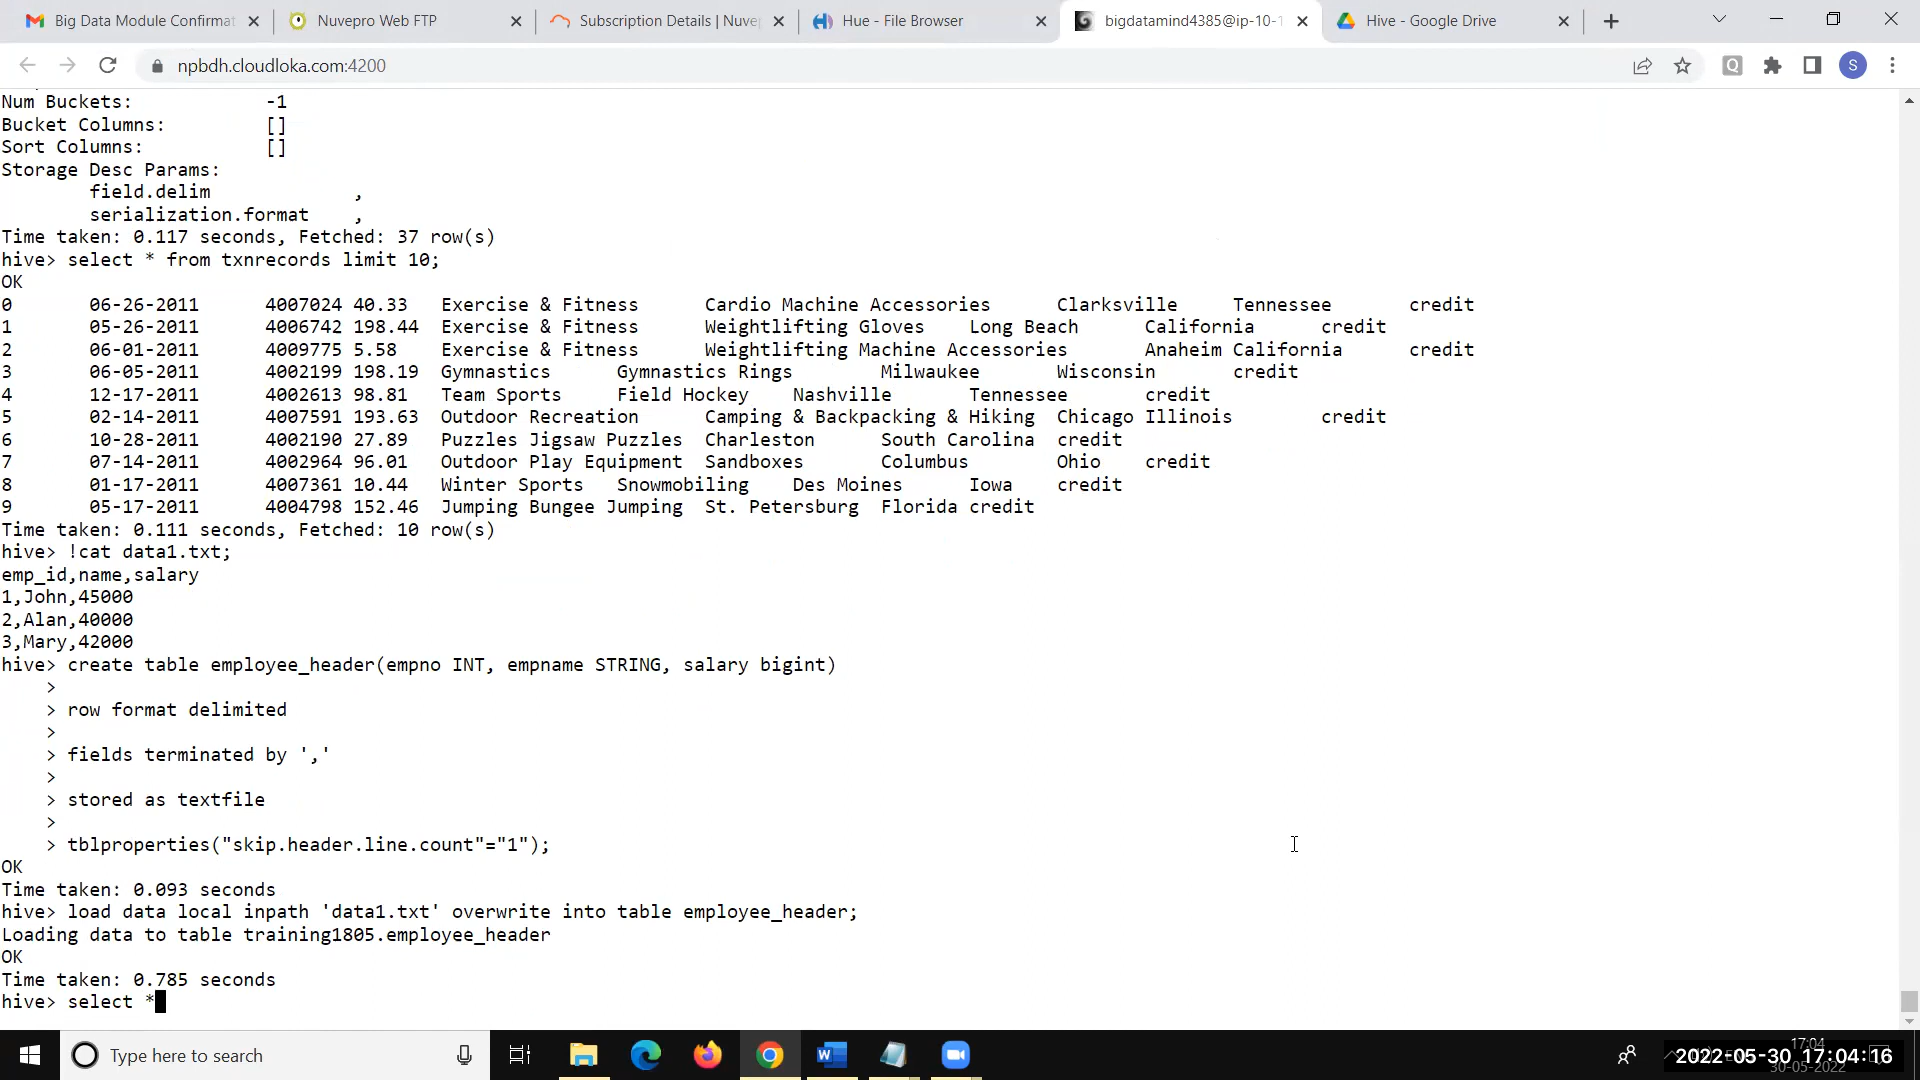 Big Data Module Confirmat
Nuvepro Web FTP
Subscription Details | Nuve
Hue - File Browser
bigdatamind4385@ip-10-1
Hive - Google Drive
npbdh.cloudloka.com:4200
S
Num Buckets: -1
Bucket Columns: []
Sort Columns: []
Storage Desc Params:
field.delim ,
serialization.format ,
Time taken: 0.117 seconds, Fetched: 37 row(s)
hive> select * from txnrecords limit 10;
OK
0 06-26-2011 4007024 40.33 Exercise & Fitness Cardio Machine Accessories Clarksville Tennessee credit
1 05-26-2011 4006742 198.44 Exercise & Fitness Weightlifting Gloves Long Beach California credit
2 06-01-2011 4009775 5.58 Exercise & Fitness Weightlifting Machine Accessories Anaheim California credit
3 06-05-2011 4002199 198.19 Gymnastics Gymnastics Rings Milwaukee Wisconsin credit
4 12-17-2011 4002613 98.81 Team Sports Field Hockey Nashville Tennessee credit
5 02-14-2011 4007591 193.63 Outdoor Recreation Camping & Backpacking & Hiking Chicago Illinois credit
6 10-28-2011 4002190 27.89 Puzzles Jigsaw Puzzles Charleston South Carolina credit
7 07-14-2011 4002964 96.01 Outdoor Play Equipment Sandboxes Columbus Ohio credit
8 01-17-2011 4007361 10.44 Winter Sports Snowmobiling Des Moines Iowa credit
9 05-17-2011 4004798 152.46 Jumping Bungee Jumping St. Petersburg Florida credit
Time taken: 0.111 seconds, Fetched: 10 row(s)
hive> !cat data1.txt;
emp_id,name,salary
1,John,45000
2,Alan,40000
3,Mary,42000
hive> create table employee_header(empno INT, empname STRING, salary bigint)
>
> row format delimited
>
> fields terminated by ','
>
> stored as textfile
>
> tblproperties("skip.header.line.count"="1");
OK
Time taken: 0.093 seconds
hive> load data local inpath 'data1.txt' overwrite into table employee_header;
Loading data to table training1805.employee_header
OK
Time taken: 0.785 seconds
hive> select *
Type here to search
17:04
2022-05-30 17:04:16
30-05-2022